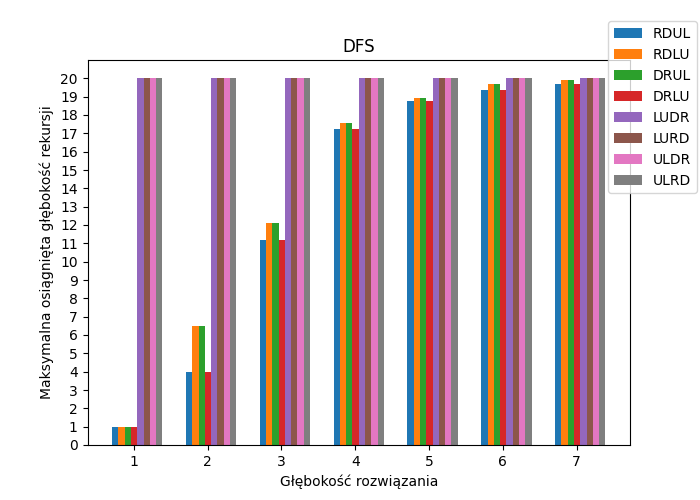 DFS
RDUL
RDLU
DRUL
DRLU
LUDR
LURD
ULDR
ULRD
Maksymalna osiągnięta głębokość rekursji
20
19
18
17
16
15
14
13
12
11
10
9
8
7
6
5
4
3
2
1
0
1 2 3 4 5 6 7
Głębokość rozwiązania